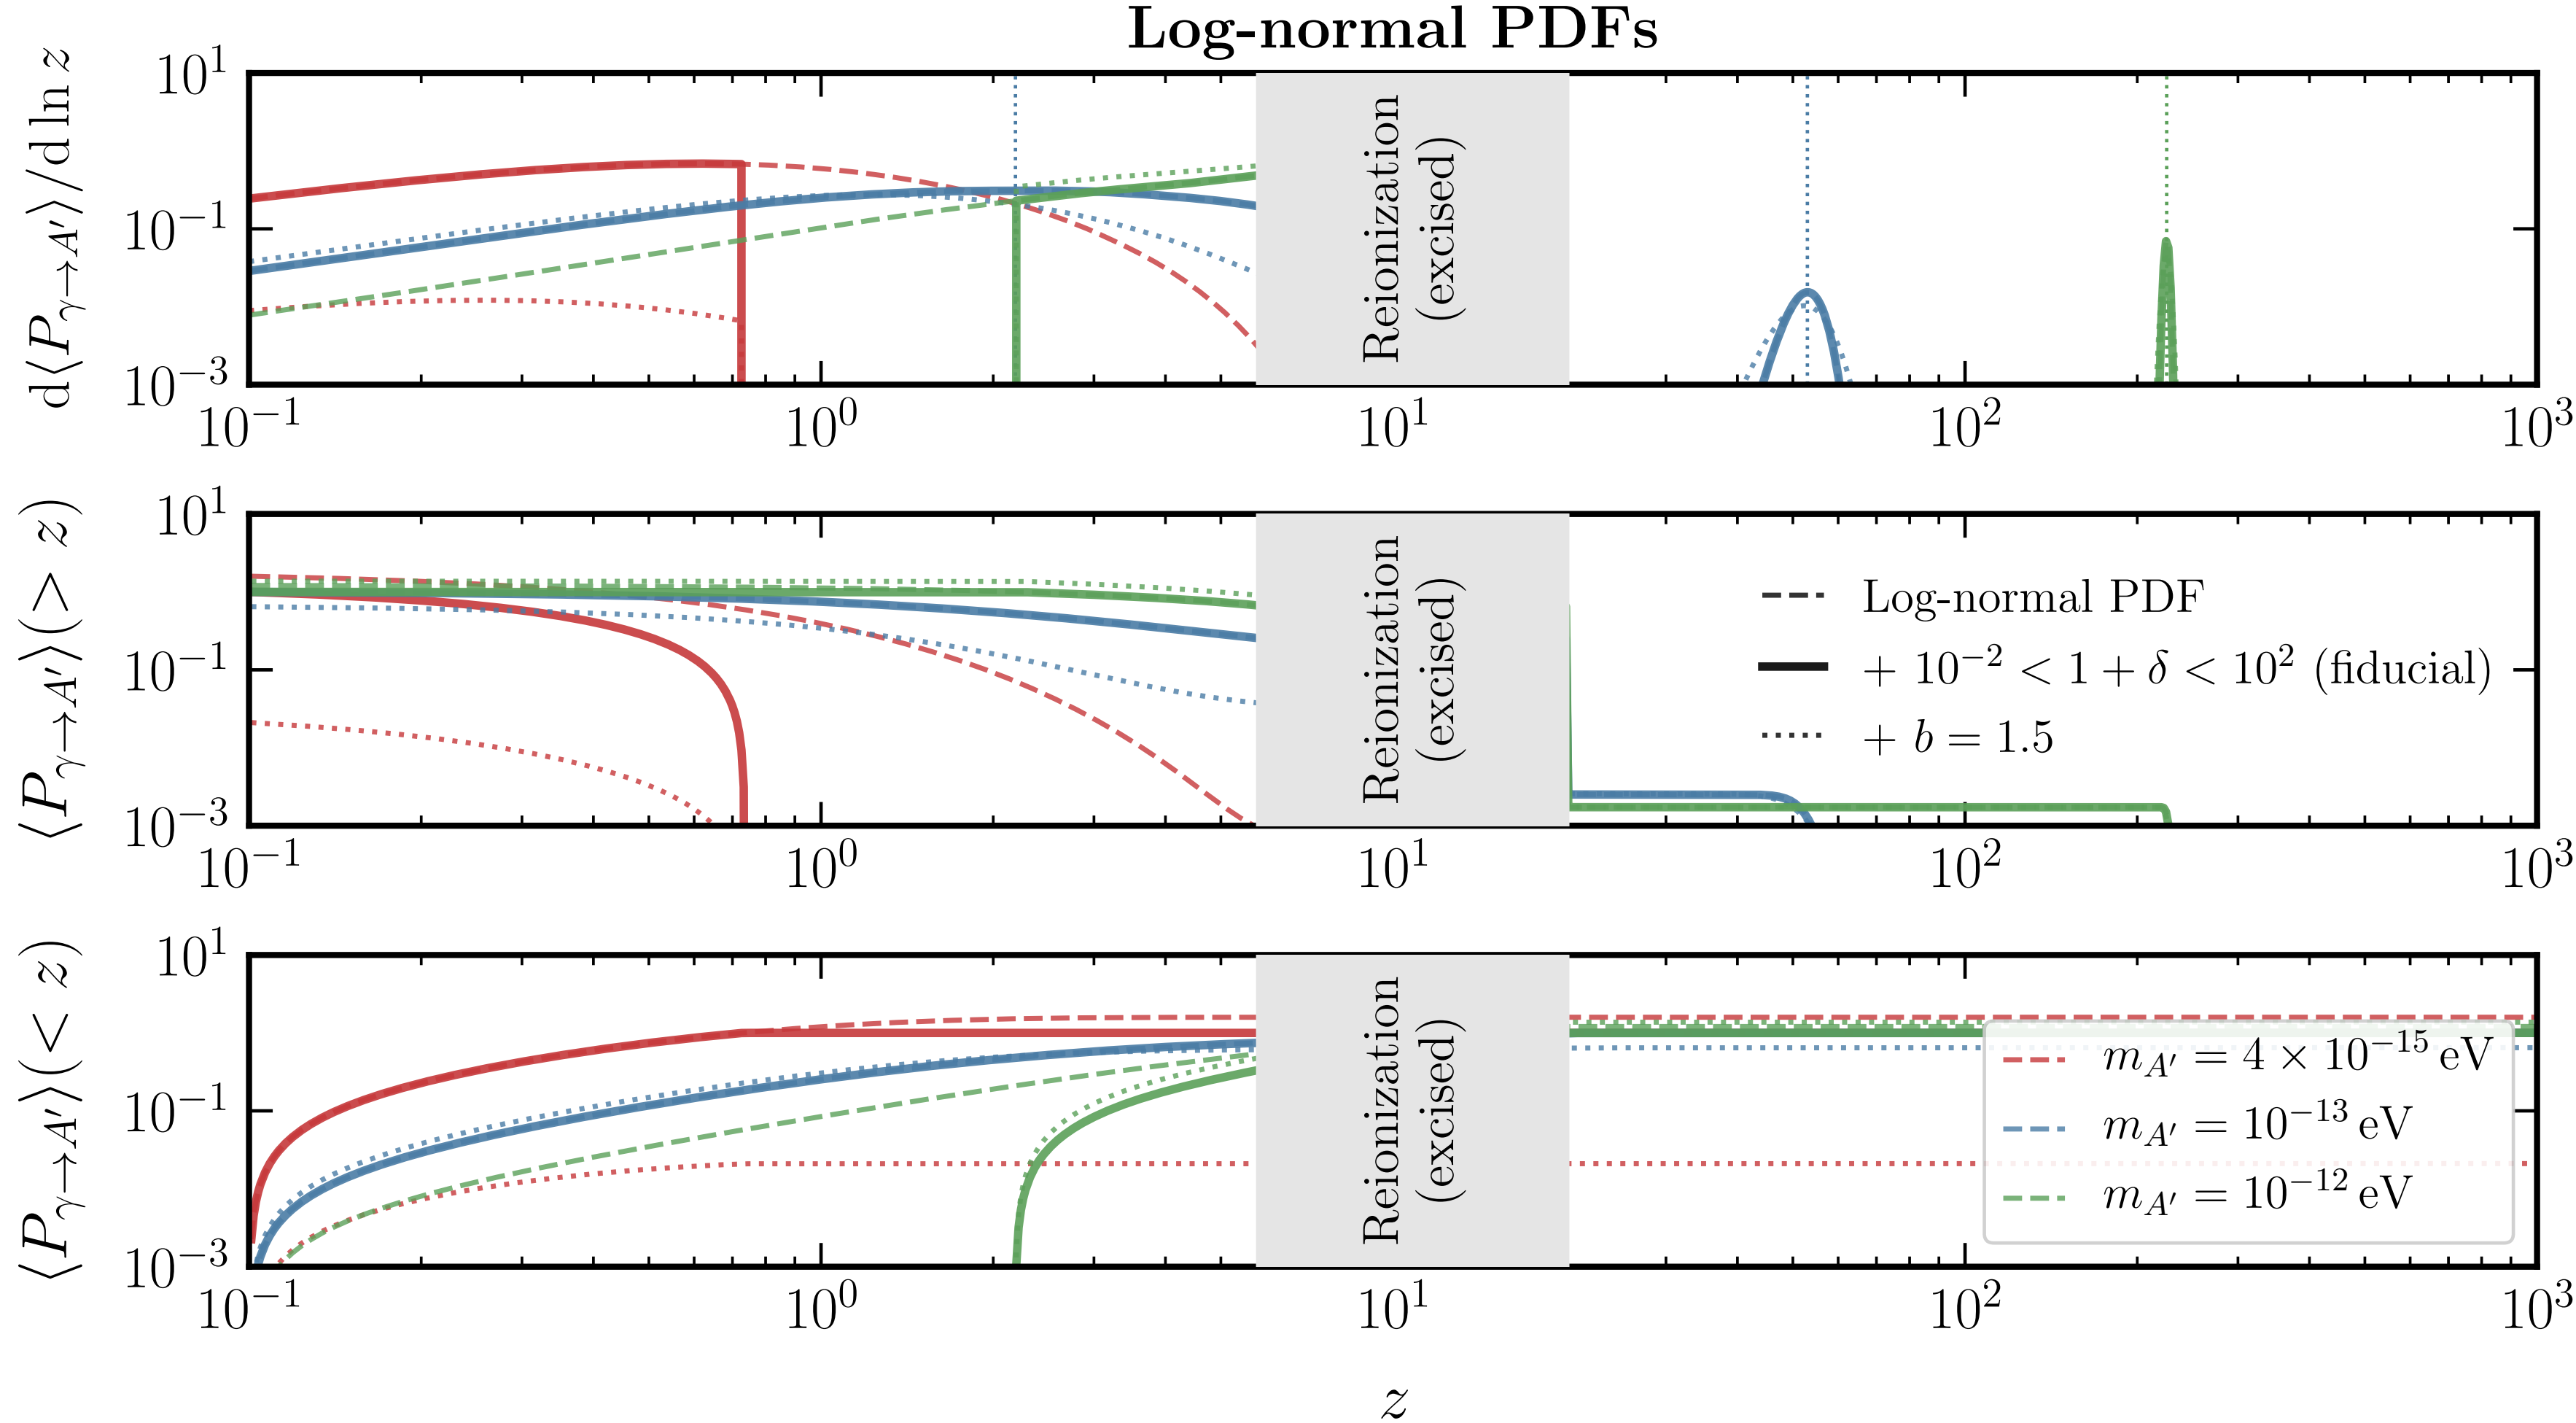 Log-normal PDFs
d⟨P_{γ→A′}⟩/d ln z
10^1
10^{-1}
10^{-3}
Reionization
(excised)
10^{-1} 10^0 10^1 10^2 10^3
⟨P_{γ→A′}⟩(> z)
10^1
10^{-1}
10^{-3}
Reionization
(excised)
Log-normal PDF
+ 10^{-2} < 1 + δ < 10^2 (fiducial)
+ b = 1.5
10^{-1} 10^0 10^1 10^2 10^3
⟨P_{γ→A′}⟩(< z)
10^1
10^{-1}
10^{-3}
Reionization
(excised)
m_{A′} = 4 × 10^{-15} eV
m_{A′} = 10^{-13} eV
m_{A′} = 10^{-12} eV
10^{-1} 10^0 10^1 10^2 10^3
z